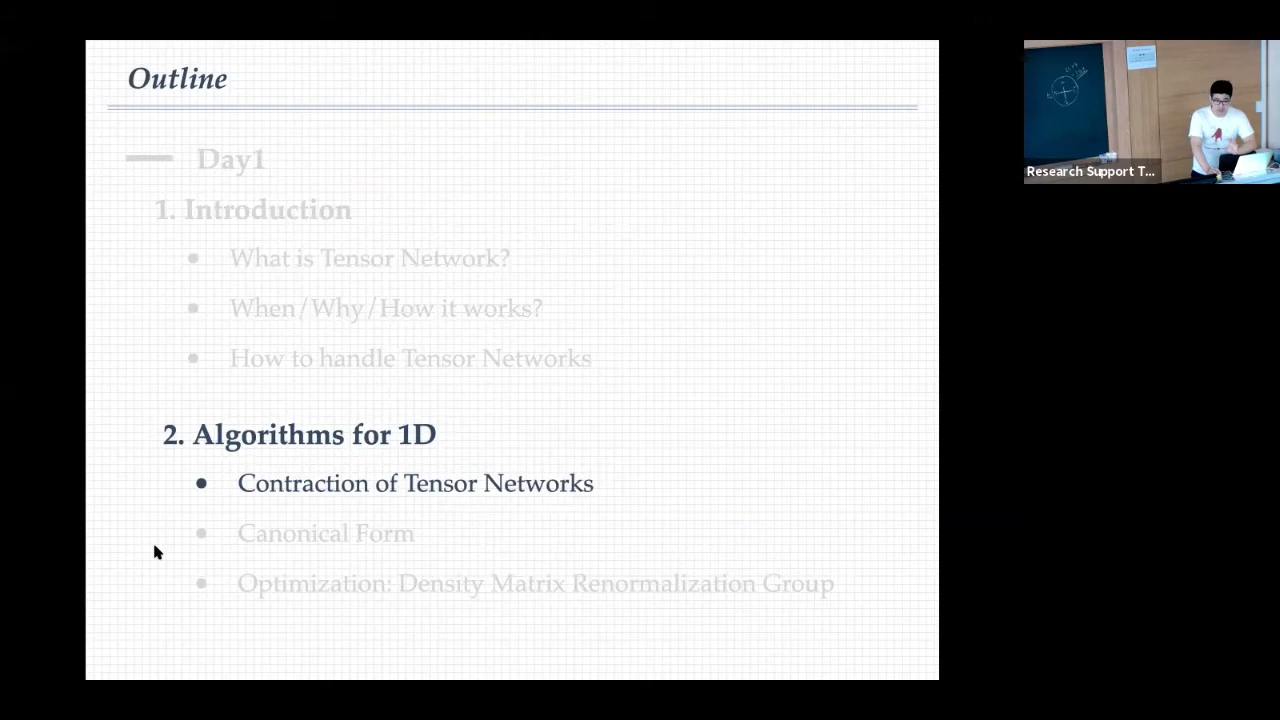 Outline
Day1
1. Introduction
• What is Tensor Network?
• When/Why/How it works?
• How to handle Tensor Networks
2. Algorithms for 1D
• Contraction of Tensor Networks
• Canonical Form
• Optimization: Density Matrix Renormalization Group
Research Support T...